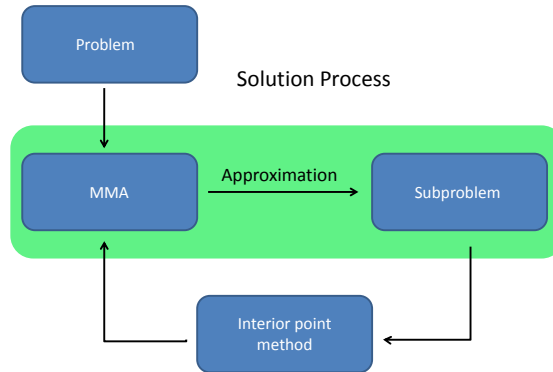 Problem
Solution Process
Approximation
MMA
Subproblem
Interior point
method